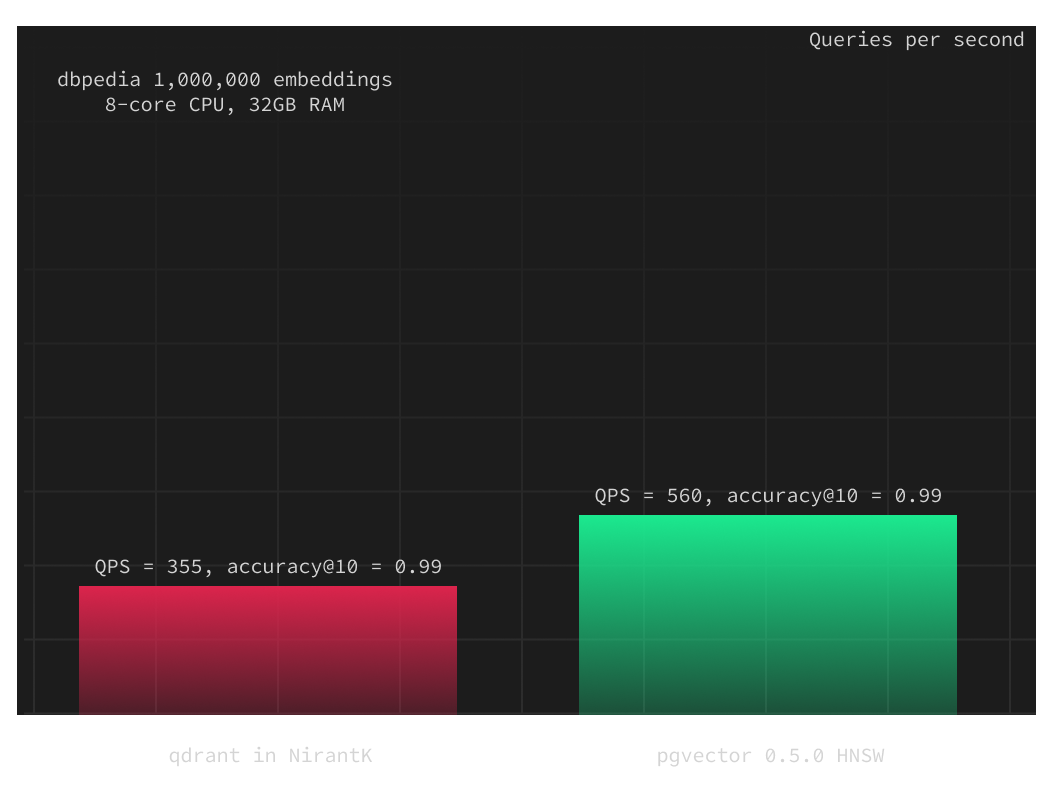 Queries per second
dbpedia 1,000,000 embeddings
8-core CPU, 32GB RAM
QPS = 560, accuracy@10 = 0.99
QPS = 355, accuracy@10 = 0.99
qdrant in NirantK
pgvector 0.5.0 HNSW